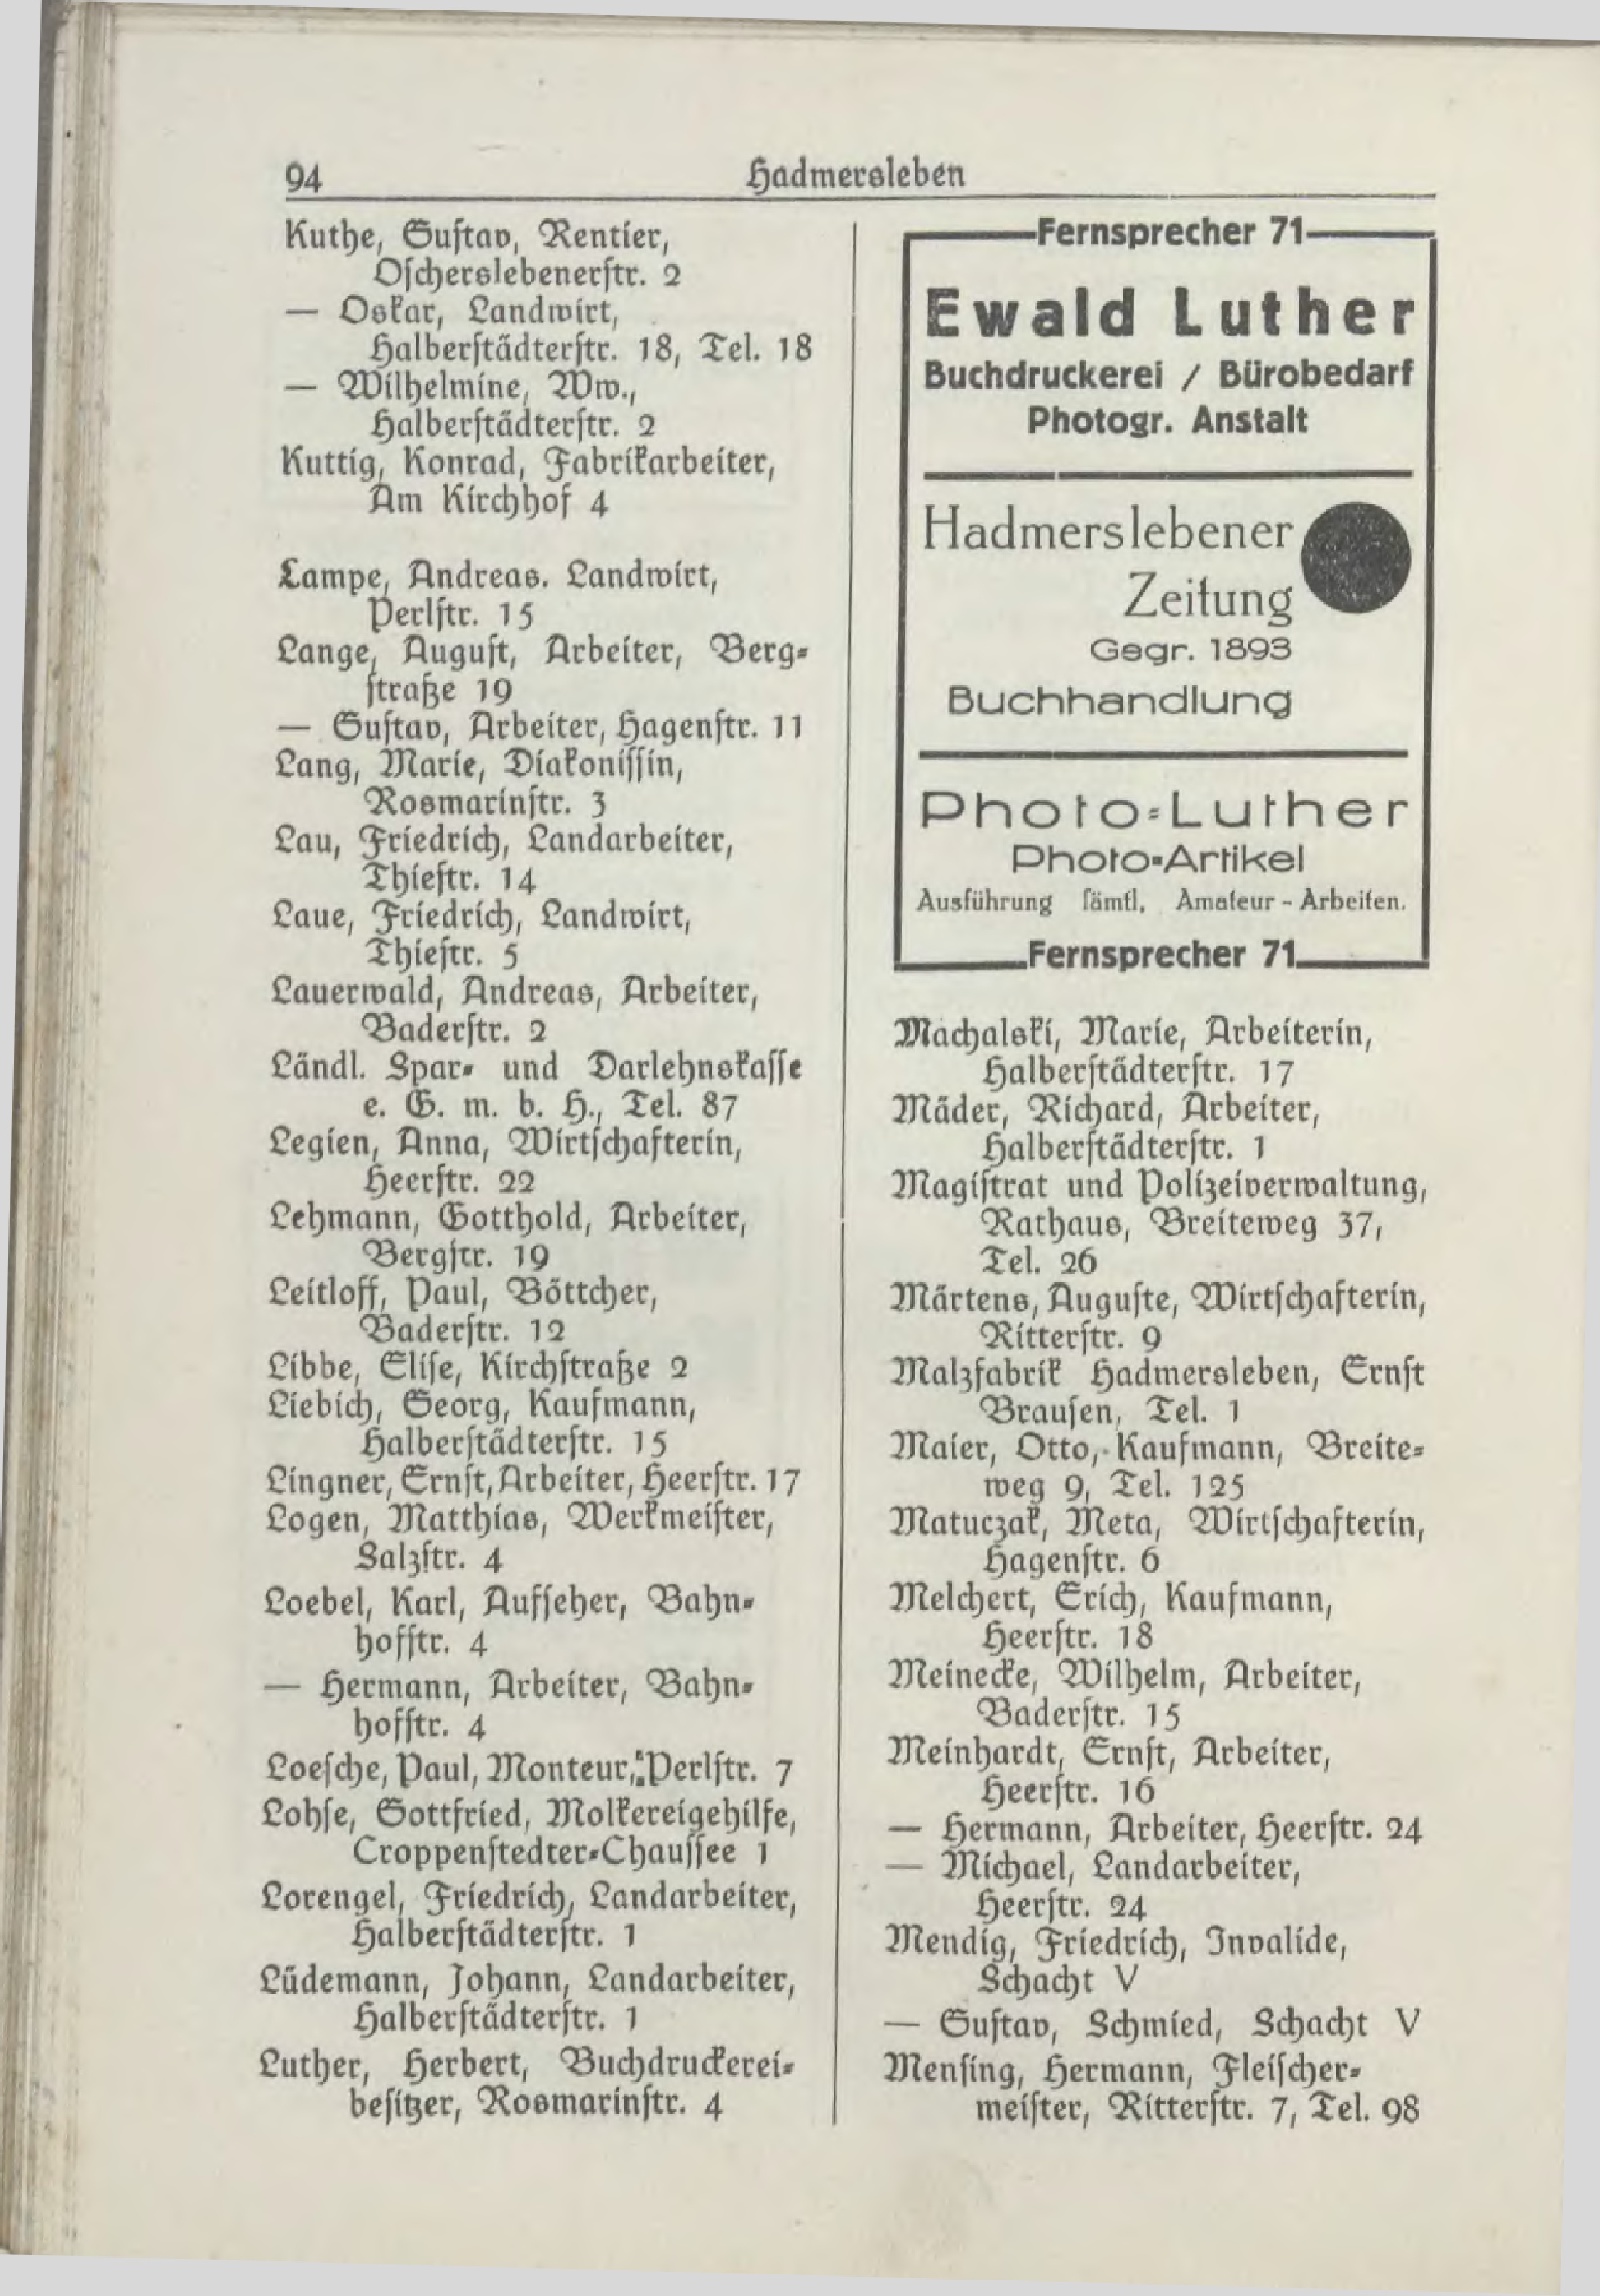 94
Hadmersleben
Kuthe, Gustav, Rentier,
Oscherslebenerstr. 2
— Oskar, Landwirt,
Halberstädterstr. 18, Tel. 18
— Wilhelmine, Ww.,
Halberstädterstr. 2
Kuttig, Konrad, Fabrikarbeiter,
Am Kirchhof 4
Lampe, Andreas. Landwirt,
Perlstr. 15
Lange, August, Arbeiter, Berg-
straße 19
— Gustav, Arbeiter, Hagenstr. 11
Lang, Marie, Diakonissin,
Rosmarinstr. 3
Lau, Friedrich, Landarbeiter,
Thiestr. 14
Laue, Friedrich, Landwirt,
Thiestr. 5
Lauerwald, Andreas, Arbeiter,
Baderstr. 2
Ländl. Spar- und Darlehnskasse
e. G. m. b. H., Tel. 87
Legien, Anna, Wirtschafterin,
Heerstr. 22
Lehmann, Gotthold, Arbeiter,
Bergstr. 19
Leitloff, Paul, Böttcher,
Baderstr. 12
Libbe, Elise, Kirchstraße 2
Liebich, Georg, Kaufmann,
Halberstädterstr. 15
Lingner, Ernst, Arbeiter, Heerstr. 17
Logen, Matthias, Werkmeister,
Salzstr. 4
Loebel, Karl, Aufseher, Bahn-
hofstr. 4
— Hermann, Arbeiter, Bahn-
hofstr. 4
Loesche, Paul, Monteur, Perlstr. 7
Lohse, Gottfried, Molkereigehilfe,
Croppenstedter-Chaussee 1
Lorengel, Friedrich, Landarbeiter,
Halberstädterstr. 1
Lüdemann, Johann, Landarbeiter,
Halberstädterstr. 1
Luther, Herbert, Buchdruckerei-
besitzer, Rosmarinstr. 4
Fernsprecher 71
Ewald Luther
Buchdruckerei / Bürobedarf
Photogr. Anstalt
Hadmerslebener
Zeitung
Gegr. 1893
Buchhandlung
Photo-Luther
Photo-Artikel
Ausführung sämtl. Amateur - Arbeiten.
Fernsprecher 71
Machalski, Marie, Arbeiterin,
Halberstädterstr. 17
Mäder, Richard, Arbeiter,
Halberstädterstr. 1
Magistrat und Polizeiverwaltung,
Rathaus, Breiteweg 37,
Tel. 26
Märtens, Auguste, Wirtschafterin,
Ritterstr. 9
Malzfabrik Hadmersleben, Ernst
Brausen, Tel. 1
Maier, Otto, Kaufmann, Breite-
weg 9, Tel. 125
Matuczak, Meta, Wirtschafterin,
Hagenstr. 6
Melchert, Erich, Kaufmann,
Heerstr. 18
Meinecke, Wilhelm, Arbeiter,
Baderstr. 15
Meinhardt, Ernst, Arbeiter,
Heerstr. 16
— Hermann, Arbeiter, Heerstr. 24
— Michael, Landarbeiter,
Heerstr. 24
Mendig, Friedrich, Invalide,
Schacht V
— Gustav, Schmied, Schacht V
Mensing, Hermann, Fleischer-
meister, Ritterstr. 7, Tel. 98